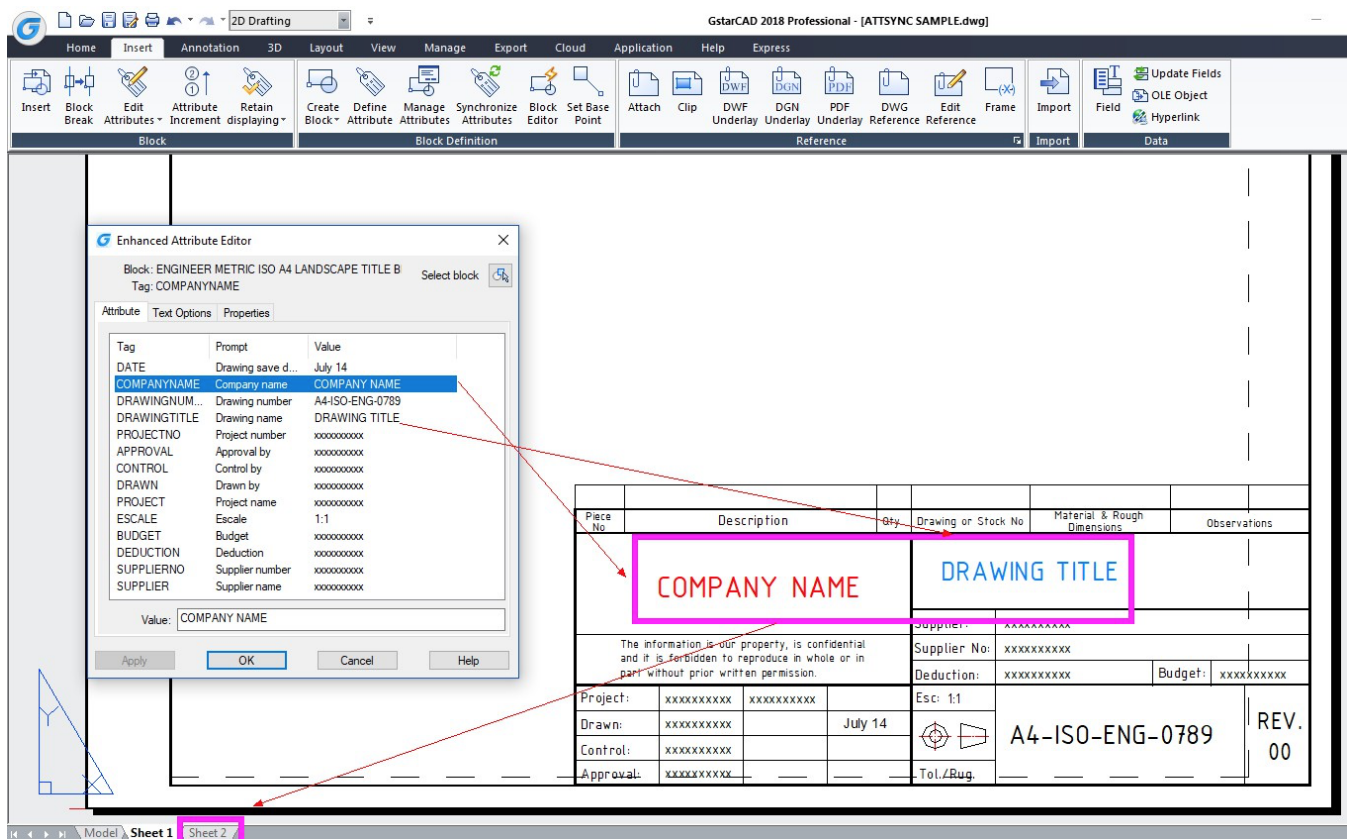 2D Drafting
GstarCAD 2018 Professional - [ATTSYNC SAMPLE.dwg]
Home Insert Annotation 3D Layout View Manage Export Cloud Application Help Express
Insert
Block Break
Edit Attributes
Attribute Increment
Retain displaying
Create Block
Define Attribute
Manage Attributes
Synchronize Attributes
Block Editor
Set Base Point
Attach
Clip
DWF Underlay
DGN Underlay
PDF Underlay
DWG Reference
Edit Reference
Frame
Import
Field
Update Fields
OLE Object
Hyperlink
Block Block Definition Reference Import Data
Enhanced Attribute Editor
Block: ENGINEER METRIC ISO A4 LANDSCAPE TITLE B
Select block
Tag: COMPANYNAME
Attribute Text Options Properties
Tag Prompt Value
DATE Drawing save d... July 14
COMPANYNAME Company name COMPANY NAME
DRAWINGNUM... Drawing number A4-ISO-ENG-0789
DRAWINGTITLE Drawing name DRAWING TITLE
PROJECTNO Project number xxxxxxxxxx
APPROVAL Approval by xxxxxxxxxx
CONTROL Control by xxxxxxxxxx
DRAWN Drawn by xxxxxxxxxx
PROJECT Project name xxxxxxxxxx
ESCALE Escale 1:1
BUDGET Budget xxxxxxxxxx
DEDUCTION Deduction xxxxxxxxxx
SUPPLIERNO Supplier number xxxxxxxxxx
SUPPLIER Supplier name xxxxxxxxxx
Value: COMPANY NAME
Apply OK Cancel Help
Piece No
Description
Qty
Drawing or Stock No
Material & Rough Dimensions
Observations
COMPANY NAME
DRAWING TITLE
Supplier: xxxxxxxxxx
The information is our property, is confidential
and it is forbidden to reproduce in whole or in
part without prior written permission.
Supplier No: xxxxxxxxxx
Deduction: xxxxxxxxxx Budget: xxxxxxxxxx
Project: xxxxxxxxxx xxxxxxxxxx
Esc: 1:1
Drawn: xxxxxxxxxx July 14
Control: xxxxxxxxxx
Approval: xxxxxxxxxx
Tol./Rug.
A4-ISO-ENG-0789
REV.
00
Y
X
Model Sheet 1 Sheet 2